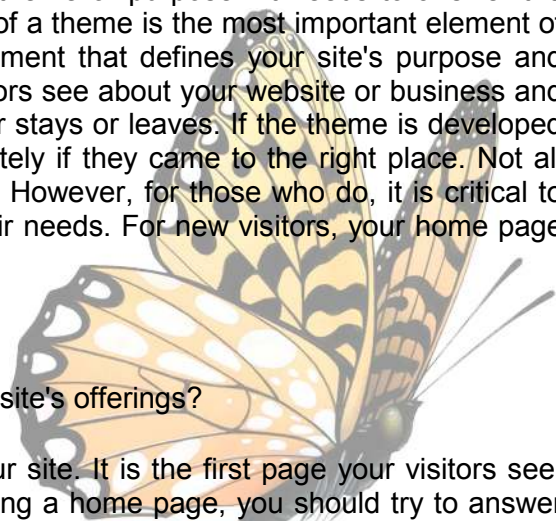 of a theme is the most important element of
ment that defines your site's purpose and
ors see about your website or business and
r stays or leaves. If the theme is developed
tely if they came to the right place. Not al
However, for those who do, it is critical to
ir needs. For new visitors, your home page
site's offerings?
ur site. It is the first page your visitors see
ng a home page, you should try to answer